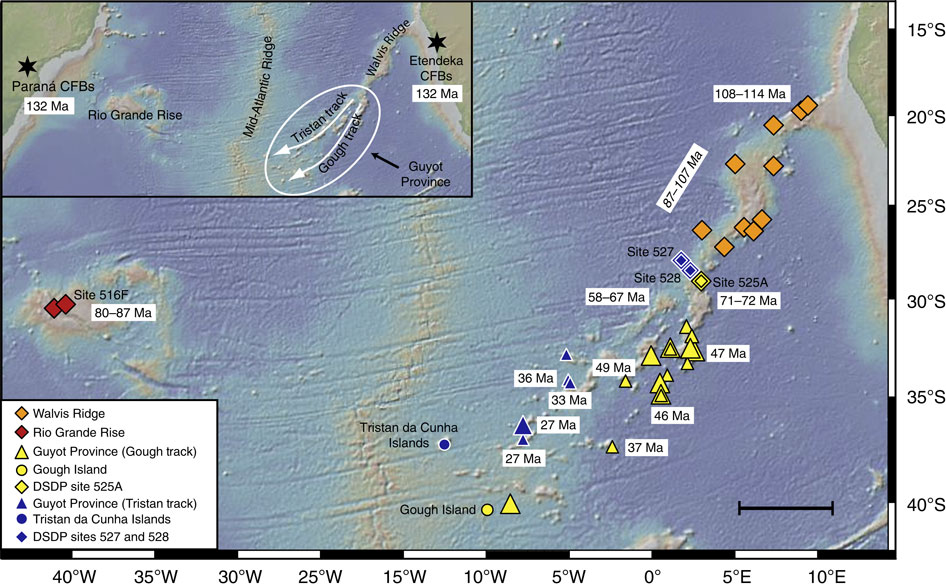 Paraná CFBs
132 Ma
Rio Grande Rise
Mid-Atlantic Ridge
Walvis Ridge
Etendeka
CFBs
132 Ma
Tristan track
Gough track
Guyot
Province
108–114 Ma
87–107 Ma
Site 527
Site 528
Site 525A
71–72 Ma
58–67 Ma
Site 516F
80–87 Ma
49 Ma
47 Ma
36 Ma
33 Ma
46 Ma
27 Ma
27 Ma
37 Ma
Tristan da Cunha
Islands
Gough Island
Walvis Ridge
Rio Grande Rise
Guyot Province (Gough track)
Gough Island
DSDP site 525A
Guyot Province (Tristan track)
Tristan da Cunha Islands
DSDP sites 527 and 528
15°S
20°S
25°S
30°S
35°S
40°S
40°W
35°W
30°W
25°W
20°W
15°W
10°W
5°W
0°
5°E
10°E